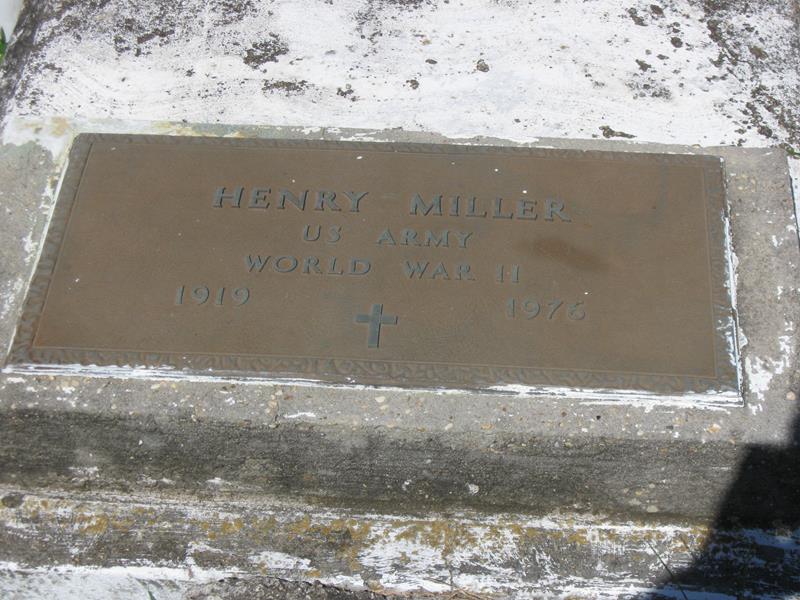 HENRY MILLER
US ARMY
WORLD WAR II
1919 1976